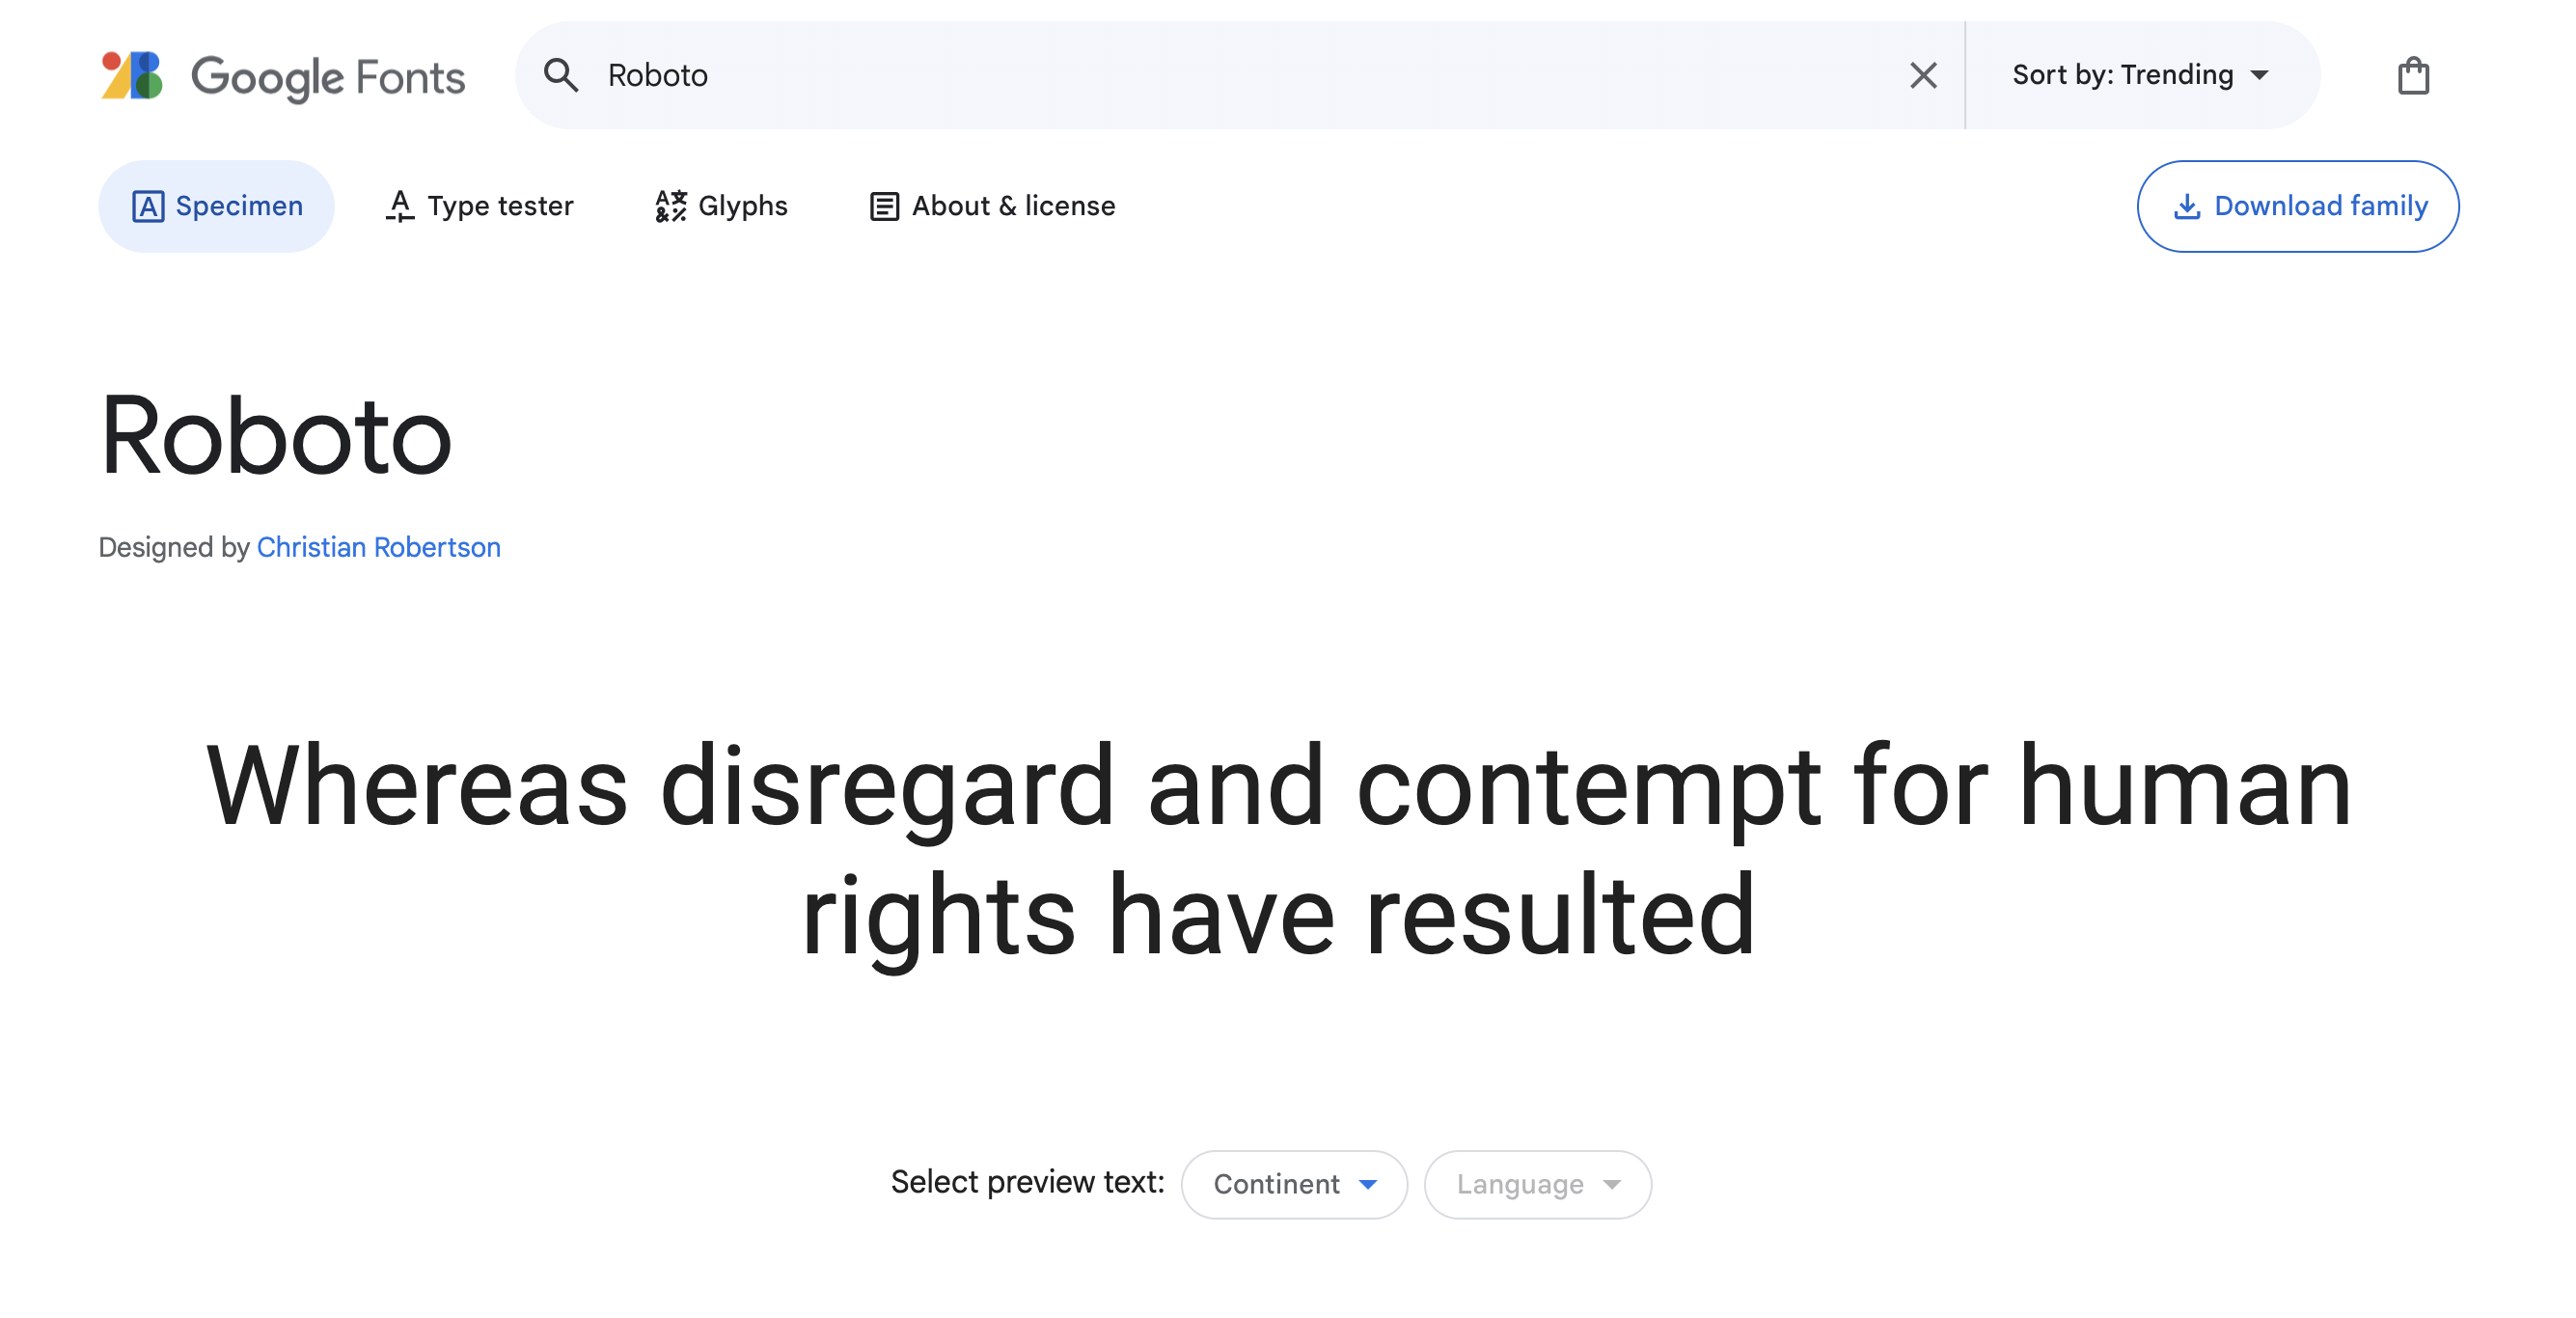 Google Fonts
Roboto
Sort by: Trending
Specimen
Type tester
Glyphs
About & license
Download family
Roboto
Designed by Christian Robertson
Whereas disregard and contempt for human
rights have resulted
Select preview text:
Continent
Language